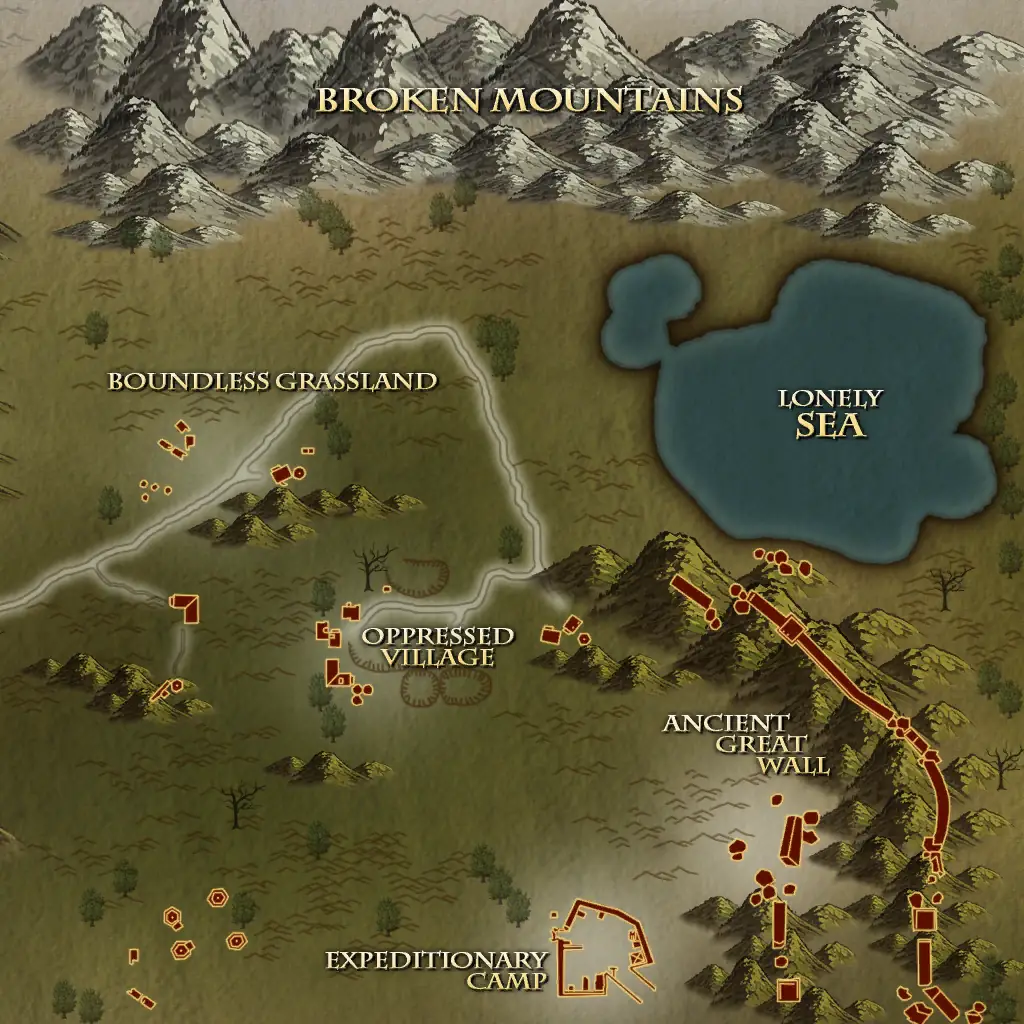 BROKEN MOUNTAINS
BOUNDLESS GRASSLAND
LONELY
SEA
OPPRESSED
VILLAGE
ANCIENT
GREAT
WALL
EXPEDITIONARY
CAMP